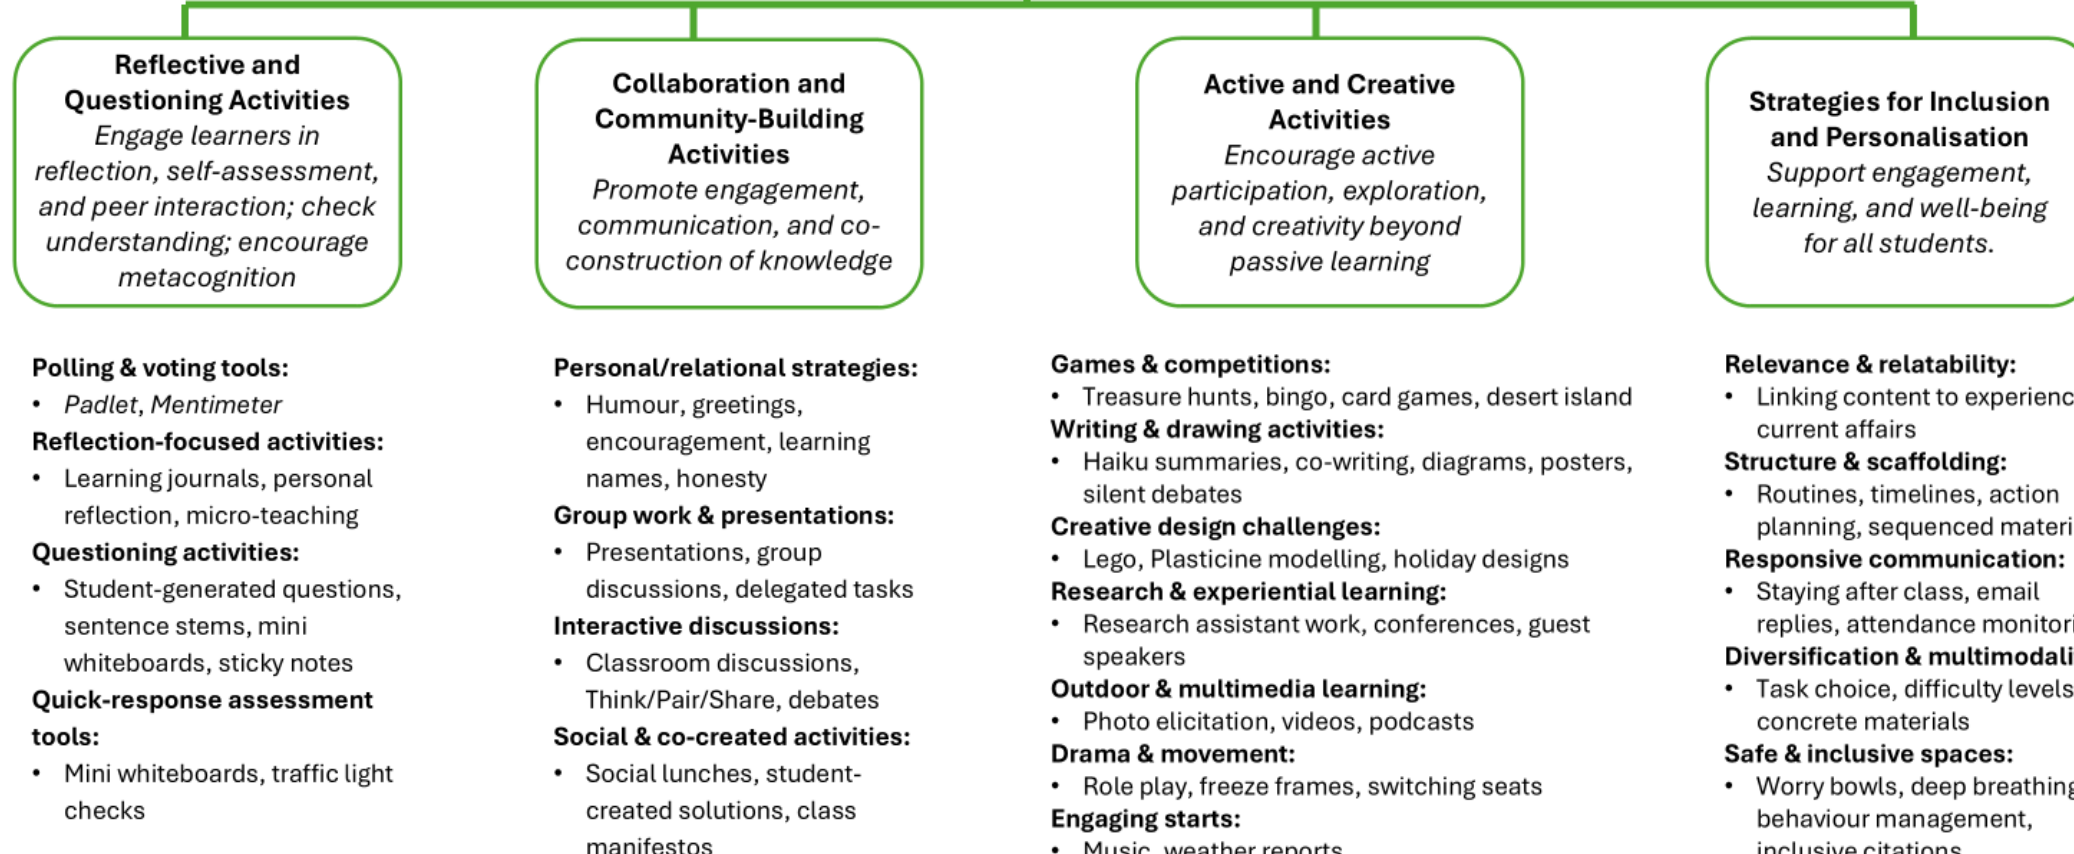 Reflective and
Questioning Activities
Engage learners in
reflection, self-assessment,
and peer interaction; check
understanding; encourage
metacognition
Polling & voting tools:
• Padlet, Mentimeter
Reflection-focused activities:
• Learning journals, personal
reflection, micro-teaching
Questioning activities:
• Student-generated questions,
sentence stems, mini
whiteboards, sticky notes
Quick-response assessment
tools:
• Mini whiteboards, traffic light
checks
Collaboration and
Community-Building
Activities
Promote engagement,
communication, and co-
construction of knowledge
Personal/relational strategies:
• Humour, greetings,
encouragement, learning
names, honesty
Group work & presentations:
• Presentations, group
discussions, delegated tasks
Interactive discussions:
• Classroom discussions,
Think/Pair/Share, debates
Social & co-created activities:
• Social lunches, student-
created solutions, class
manifestos
Active and Creative
Activities
Encourage active
participation, exploration,
and creativity beyond
passive learning
Games & competitions:
• Treasure hunts, bingo, card games, desert island
Writing & drawing activities:
• Haiku summaries, co-writing, diagrams, posters,
silent debates
Creative design challenges:
• Lego, Plasticine modelling, holiday designs
Research & experiential learning:
• Research assistant work, conferences, guest
speakers
Outdoor & multimedia learning:
• Photo elicitation, videos, podcasts
Drama & movement:
• Role play, freeze frames, switching seats
Engaging starts:
• Music, weather reports
Strategies for Inclusion
and Personalisation
Support engagement,
learning, and well-being
for all students.
Relevance & relatability:
• Linking content to experienc
current affairs
Structure & scaffolding:
• Routines, timelines, action
planning, sequenced materi
Responsive communication:
• Staying after class, email
replies, attendance monitori
Diversification & multimodali
• Task choice, difficulty levels
concrete materials
Safe & inclusive spaces:
• Worry bowls, deep breathing
behaviour management,
inclusive citations